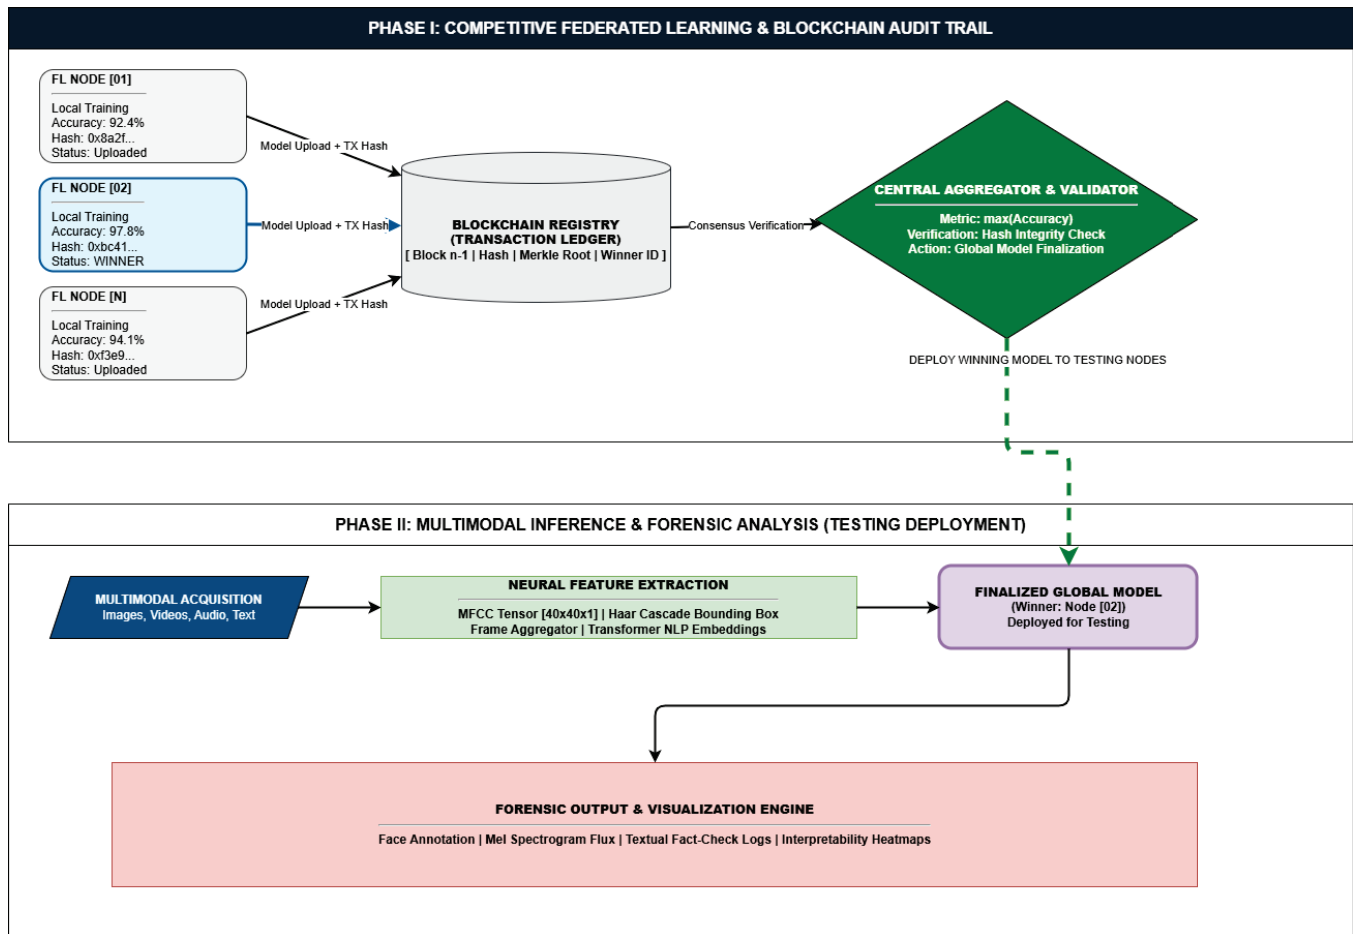 PHASE I: COMPETITIVE FEDERATED LEARNING & BLOCKCHAIN AUDIT TRAIL
FL NODE [01]
Local Training
Accuracy: 92.4%
Hash: 0x8a2f...
Status: Uploaded
Model Upload + TX Hash
FL NODE [02]
Local Training
Accuracy: 97.8%
Hash: 0xbc41...
Status: WINNER
Model Upload + TX Hash
FL NODE [N]
Local Training
Accuracy: 94.1%
Hash: 0xf3e9...
Status: Uploaded
Model Upload + TX Hash
BLOCKCHAIN REGISTRY
(TRANSACTION LEDGER)
[ Block n-1 | Hash | Merkle Root | Winner ID ]
Consensus Verification
CENTRAL AGGREGATOR & VALIDATOR
Metric: max(Accuracy)
Verification: Hash Integrity Check
Action: Global Model Finalization
DEPLOY WINNING MODEL TO TESTING NODES
PHASE II: MULTIMODAL INFERENCE & FORENSIC ANALYSIS (TESTING DEPLOYMENT)
MULTIMODAL ACQUISITION
Images, Videos, Audio, Text
NEURAL FEATURE EXTRACTION
MFCC Tensor [40x40x1] | Haar Cascade Bounding Box
Frame Aggregator | Transformer NLP Embeddings
FINALIZED GLOBAL MODEL
(Winner: Node [02])
Deployed for Testing
FORENSIC OUTPUT & VISUALIZATION ENGINE
Face Annotation | Mel Spectrogram Flux | Textual Fact-Check Logs | Interpretability Heatmaps